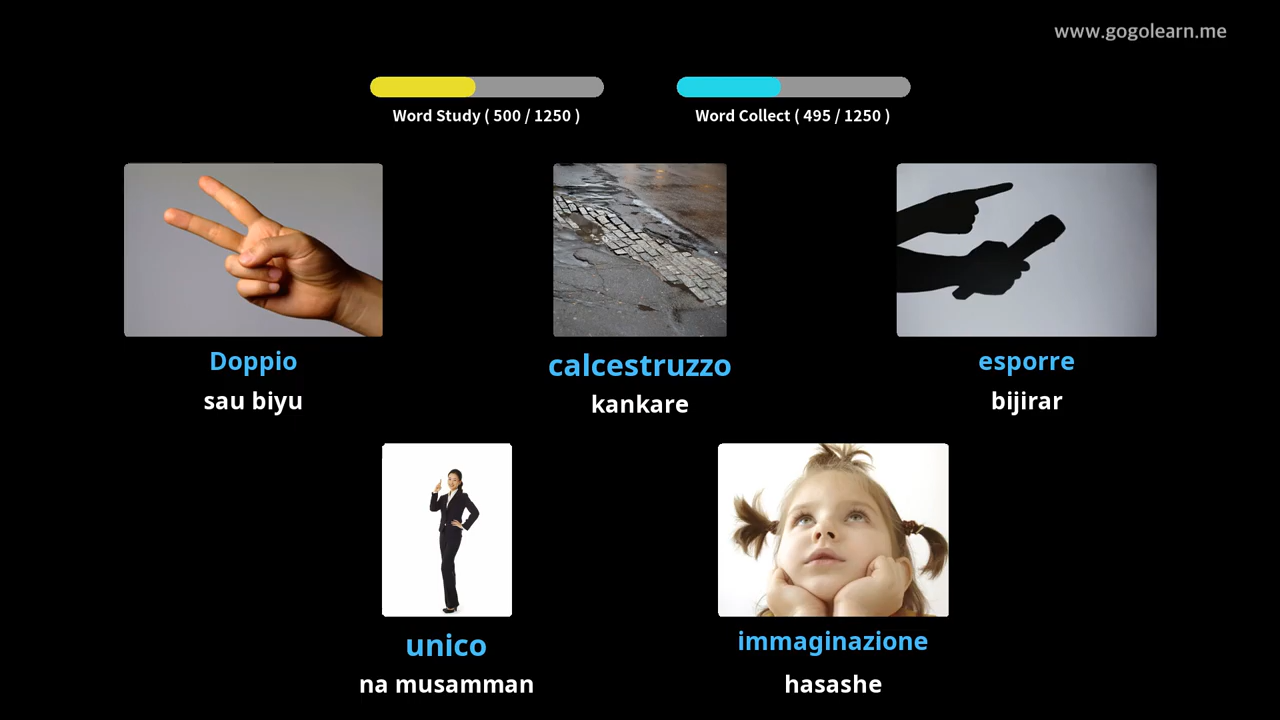 www.gogolearn.me
Word Study ( 500 / 1250 )
Word Collect ( 495 / 1250 )
Doppio
sau biyu
calcestruzzo
kankare
esporre
bijirar
unico
na musamman
immaginazione
hasashe